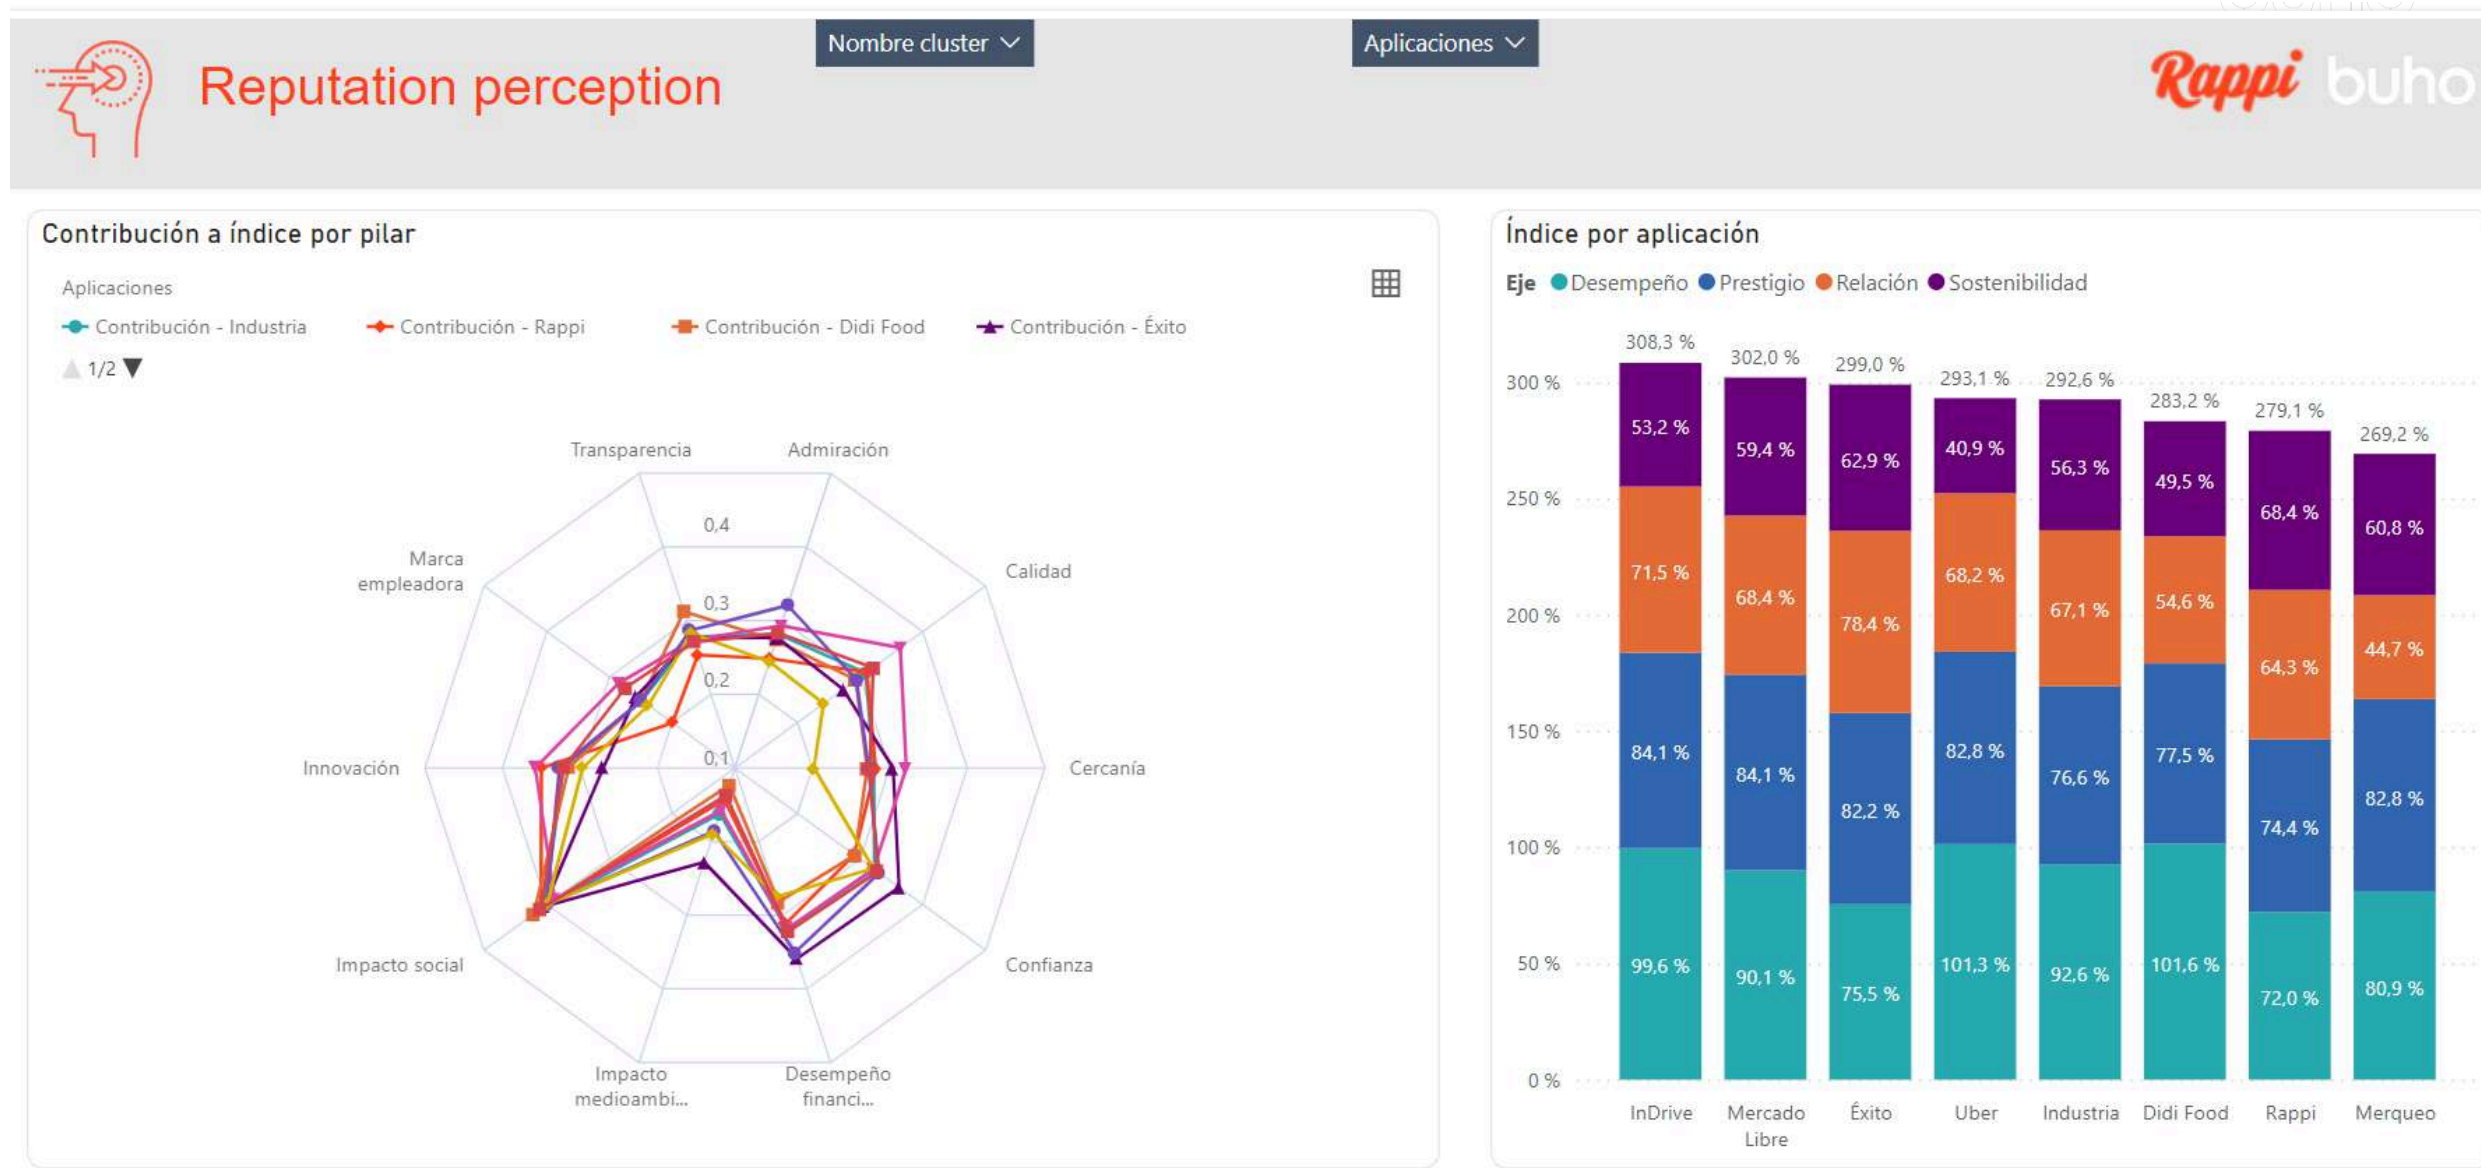 Nombre cluster
Aplicaciones
Reputation perception
Rappi buho
Contribución a índice por pilar
Aplicaciones
Contribución - Industria
Contribución - Rappi
Contribución - Didi Food
Contribución - Éxito
1/2
Transparencia
Admiración
Calidad
Cercanía
Confianza
Desempeño
financi...
Impacto
medioambi...
Impacto social
Innovación
Marca
empleadora
0,4
0,3
0,2
0,1
Índice por aplicación
Eje Desempeño Prestigio Relación Sostenibilidad
300 %
250 %
200 %
150 %
100 %
50 %
0 %
308,3 %
53,2 %
71,5 %
84,1 %
99,6 %
InDrive
302,0 %
59,4 %
68,4 %
84,1 %
90,1 %
Mercado
Libre
299,0 %
62,9 %
78,4 %
82,2 %
75,5 %
Éxito
293,1 %
40,9 %
68,2 %
82,8 %
101,3 %
Uber
292,6 %
56,3 %
67,1 %
76,6 %
92,6 %
Industria
283,2 %
49,5 %
54,6 %
77,5 %
101,6 %
Didi Food
279,1 %
68,4 %
64,3 %
74,4 %
72,0 %
Rappi
269,2 %
60,8 %
44,7 %
82,8 %
80,9 %
Merqueo